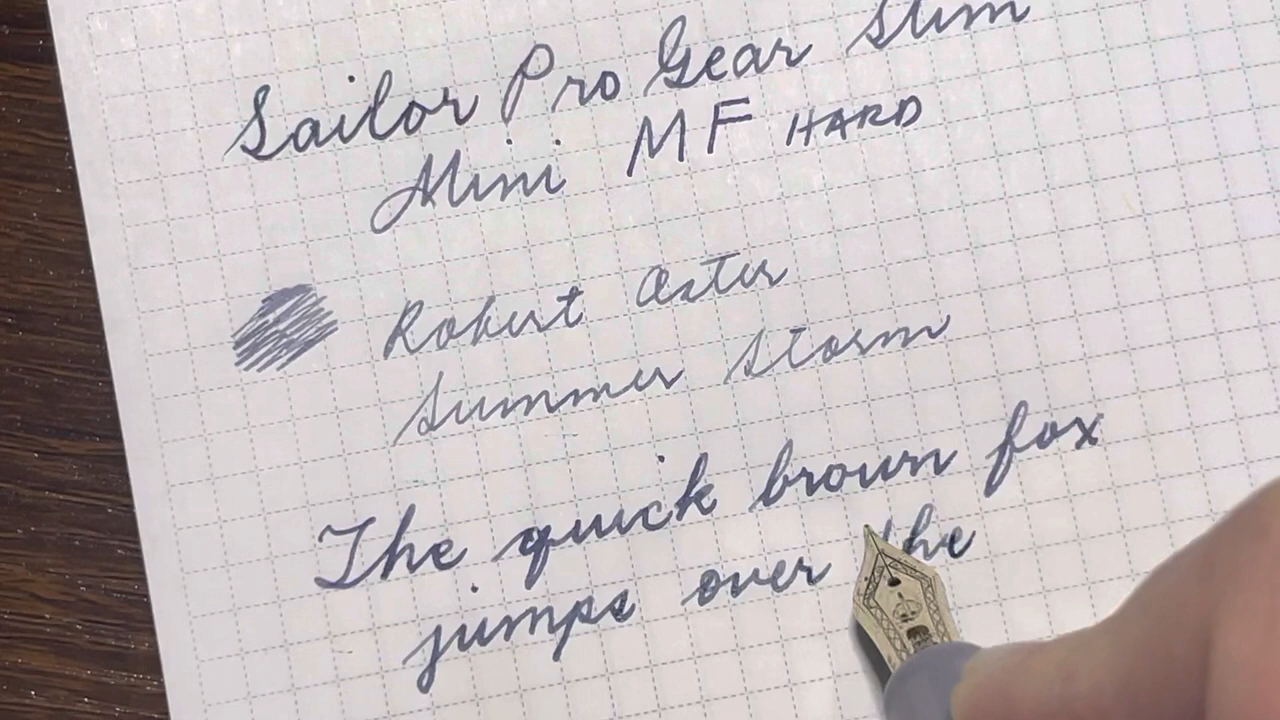 Sailor Pro Gear Slim
Mini MF HARD
Robert Oster
Summer Storm
The quick brown fox
jumps over the